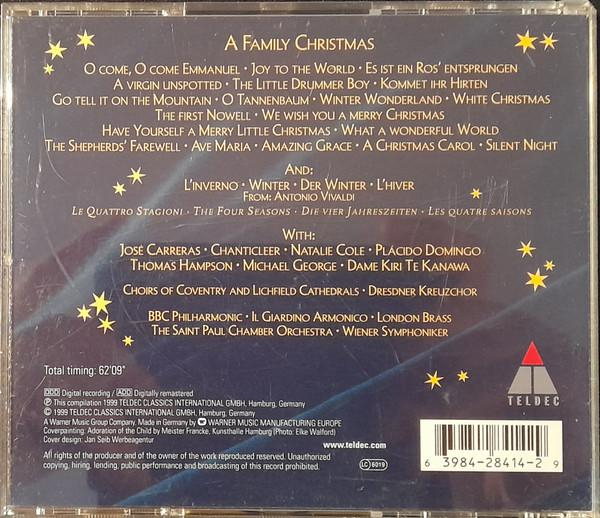 A Family Christmas
O come, O come Emmanuel · Joy to the World · Es ist ein Ros' entsprungen
A virgin unspotted · The Little Drummer Boy · Kommet ihr Hirten
Go tell it on the Mountain · O Tannenbaum · Winter Wonderland · White Christmas
The first Nowell · We wish you a merry Christmas
Have Yourself a Merry Little Christmas · What a wonderful World
The Shepherds' Farewell · Ave Maria · Amazing Grace · A Christmas Carol · Silent Night
And:
L'inverno · Winter · Der Winter · L'hiver
from: Antonio Vivaldi
Le Quattro Stagioni · The Four Seasons · Die vier Jahreszeiten · Les quatre saisons
With:
José Carreras · Chanticleer · Natalie Cole · Plácido Domingo
Thomas Hampson · Michael George · Dame Kiri Te Kanawa
Choirs of Coventry and Lichfield Cathedrals · Dresdner Kreuzchor
BBC Philharmonic · Il Giardino Armonico · London Brass
The Saint Paul Chamber Orchestra · Wiener Symphoniker
Total timing: 62'09"
DDD Digital recording / ADD Digitally remastered
℗ This compilation 1999 TELDEC CLASSICS INTERNATIONAL GMBH, Hamburg, Germany
© 1999 TELDEC CLASSICS INTERNATIONAL GMBH, Hamburg, Germany
A Warner Music Group Company. Made in Germany by WARNER MUSIC MANUFACTURING EUROPE
Coverpainting: Adoration of the Child by Meister Francke, Kunsthalle Hamburg (Photo: Elke Walford)
Cover design: Jan Seib Werbeagentur
www.teldec.com
All rights of the producer and of the owner of the work reproduced reserved. Unauthorized
copying, hiring, lending, public performance and broadcasting of this record prohibited.
LC 6019
TELDEC
6 3984-28414-2 9